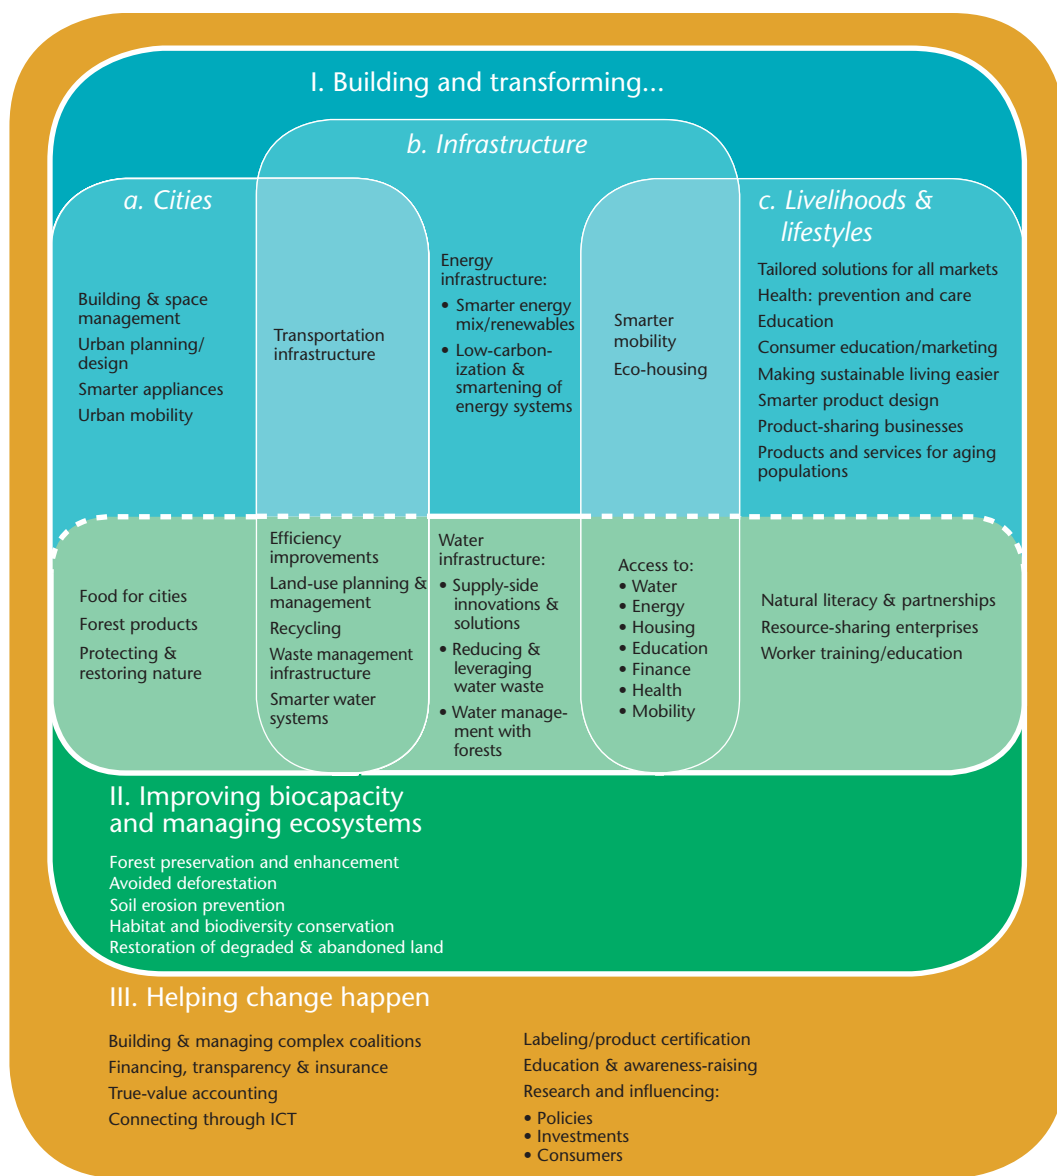 I. Building and transforming...
b. Infrastructure
a. Cities
c. Livelihoods &
lifestyles
Building & space
management
Urban planning/
design
Smarter appliances
Urban mobility
Transportation
infrastructure
Energy
infrastructure:
• Smarter energy
mix/renewables
• Low-carbon-
ization &
smartening of
energy systems
Smarter
mobility
Eco-housing
Tailored solutions for all markets
Health: prevention and care
Education
Consumer education/marketing
Making sustainable living easier
Smarter product design
Product-sharing businesses
Products and services for aging
populations
Food for cities
Forest products
Protecting &
restoring nature
Efficiency
improvements
Land-use planning &
management
Recycling
Waste management
infrastructure
Smarter water
systems
Water
infrastructure:
• Supply-side
innovations &
solutions
• Reducing &
leveraging
water waste
• Water manage-
ment with
forests
Access to:
• Water
• Energy
• Housing
• Education
• Finance
• Health
• Mobility
Natural literacy & partnerships
Resource-sharing enterprises
Worker training/education
II. Improving biocapacity
and managing ecosystems
Forest preservation and enhancement
Avoided deforestation
Soil erosion prevention
Habitat and biodiversity conservation
Restoration of degraded & abandoned land
III. Helping change happen
Building & managing complex coalitions
Financing, transparency & insurance
True-value accounting
Connecting through ICT
Labeling/product certification
Education & awareness-raising
Research and influencing:
• Policies
• Investments
• Consumers